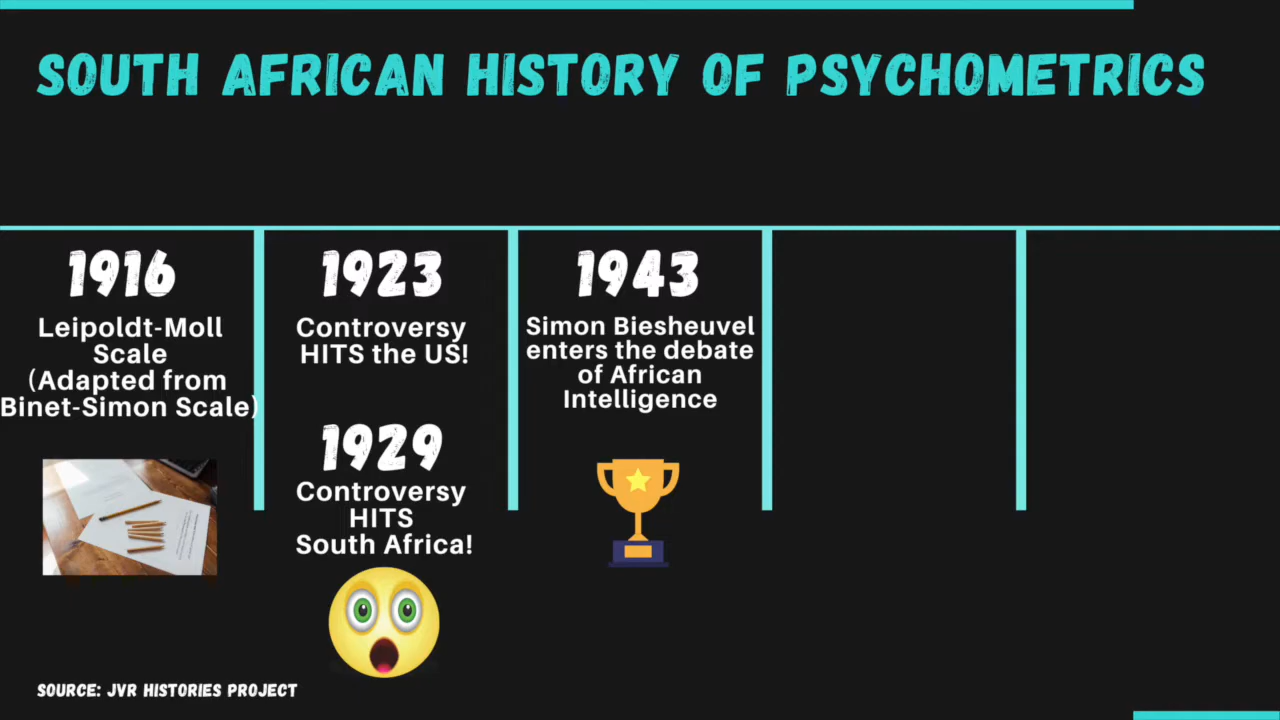 SOUTH AFRICAN HISTORY OF PSYCHOMETRICS
1916
Leipoldt-Moll
Scale
(Adapted from
Binet-Simon Scale)
1923
Controversy
HITS the US!
1929
Controversy
HITS
South Africa!
1943
Simon Biesheuvel
enters the debate
of African
Intelligence
SOURCE: JVR HISTORIES PROJECT